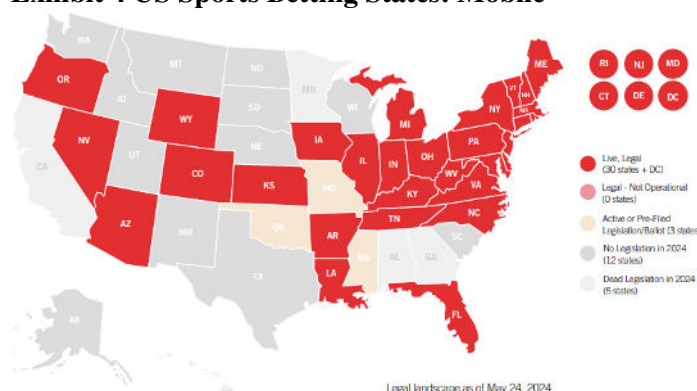 Exhibit 4 US Sports Betting States: Mobile
WA
MT
ND
MN
ME
OR
ID
SD
WI
VT
NH
WY
MI
NY
MA
NV
UT
NE
IA
IL
IN
OH
PA
CA
CO
KS
MO
KY
WV
VA
AZ
NM
OK
AR
TN
NC
TX
LA
MS
AL
GA
SC
FL
AK
RI
NJ
MD
CT
DE
DC
Live, Legal
(30 states + DC)
Legal - Not Operational
(0 states)
Active or Pre-Filed
Legislation/Ballot (3 states
No Legislation in 2024
(12 states)
Dead Legislation in 2024
(5 states)
Legal landscape as of May 24, 2024